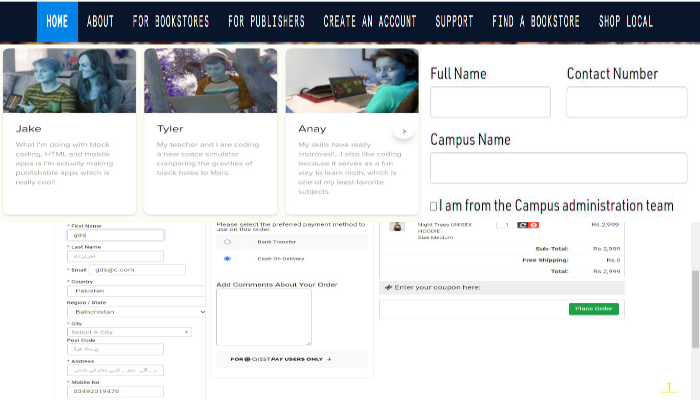 HOME ABOUT FOR BOOKSTORES FOR PUBLISHERS CREATE AN ACCOUNT SUPPORT FIND A BOOKSTORE SHOP LOCAL
Jake
What I'm doing with block
coding, HTML and mobile
apps is I'm actually making
publishable apps which is
really cool!
Tyler
My teacher and I are coding
a new space simulator
comparing the gravities of
black holes to Mars.
Anay
My skills have really
improved!...I also like coding
because it serves as a fun
way to learn math, which is
one of my least favorite
subjects.
Full Name Contact Number
Campus Name
I am from the Campus administration team
* First Name
gds
* Last Name
* Email gds@c.com
* Country
Pakistan
Region / State
Balochistan
* City
Select A City
Post Code
پوسٹ کوڈ
* Address
* Mobile No
03492019478
Please select the preferred payment method to
use on this order.
Bank Transfer
Cash On Delivery
Add Comments About Your Order
FOR QISST PAY USERS ONLY ↓
Night Trees UNISEX
HOODIE
Size Medium
1
Rs.2,999
Sub-Total: Rs.2,999
Free Shipping: Rs.0
Total: Rs.2,999
Enter your coupon here:
Place Order